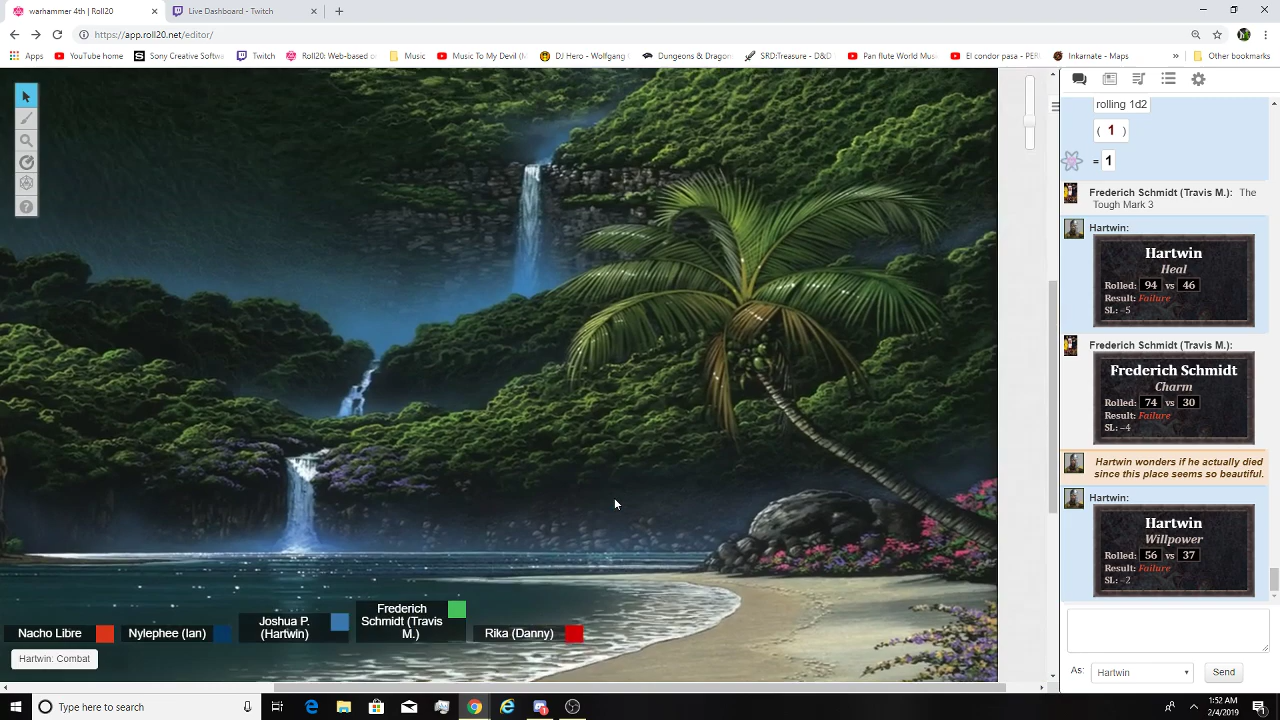 warhammer 4th | Roll20
Live Dashboard - Twitch
https://app.roll20.net/editor/
Apps
YouTube home
Sony Creative Softwa
Twitch
Roll20: Web-based on
Music
Music To My Devil (M
DJ Hero - Wolfgang G
Dungeons & Dragons
SRD:Treasure - D&D
Pan flute World Music
El condor pasa - PER
Inkarnate - Maps
»
Other bookmarks
rolling 1d2
( 1 )
= 1
Frederich Schmidt (Travis M.): The
Tough Mark 3
Hartwin:
Hartwin
Heal
Rolled: 94 vs 46
Result: Failure
SL: -5
Frederich Schmidt (Travis M.):
Frederich Schmidt
Charm
Rolled: 74 vs 30
Result: Failure
SL: -4
Hartwin wonders if he actually died
since this place seems so beautiful.
Hartwin:
Hartwin
Willpower
Rolled: 56 vs 37
Result: Failure
SL: -2
As: Hartwin
Send
Nacho Libre
Nylephee (Ian)
Joshua P.
(Hartwin)
Frederich
Schmidt (Travis
M.)
Rika (Danny)
Hartwin: Combat
Type here to search
1:52 AM
2/4/2019